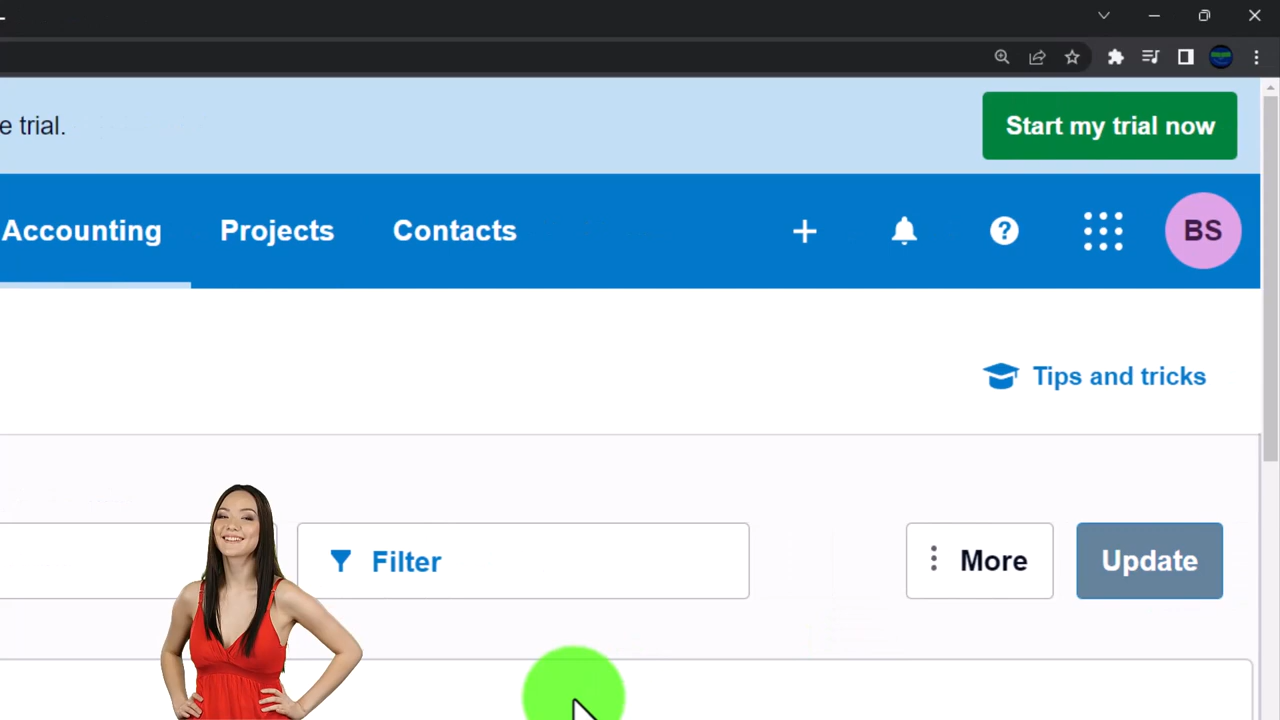 e trial.
Start my trial now
Accounting Projects Contacts
BS
Tips and tricks
Filter
More
Update